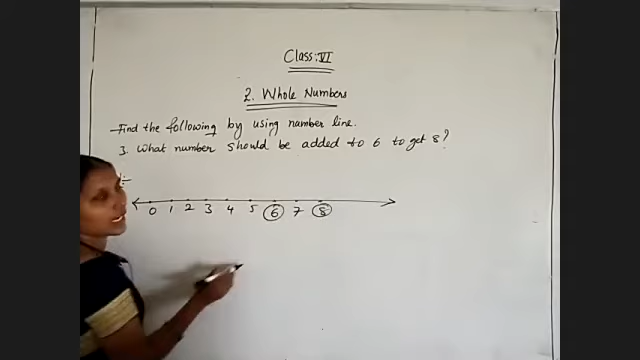 Class: VI
2. Whole Numbers
Find the following by using number line.
3. What number should be added to 6 to get 8?
0 1 2 3 4 5 6 7 8